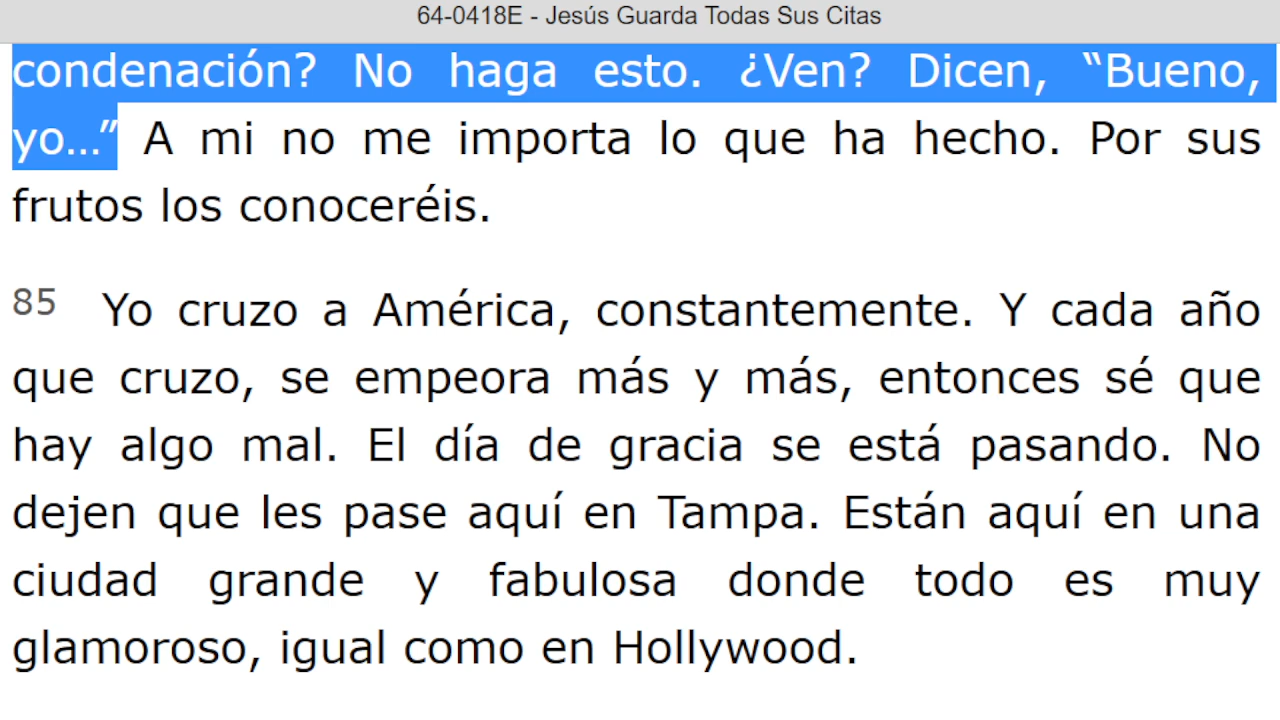 64-0418E - Jesús Guarda Todas Sus Citas
condenación? No haga esto. ¿Ven? Dicen, “Bueno,
yo…” A mi no me importa lo que ha hecho. Por sus
frutos los conoceréis.
85 Yo cruzo a América, constantemente. Y cada año
que cruzo, se empeora más y más, entonces sé que
hay algo mal. El día de gracia se está pasando. No
dejen que les pase aquí en Tampa. Están aquí en una
ciudad grande y fabulosa donde todo es muy
glamoroso, igual como en Hollywood.